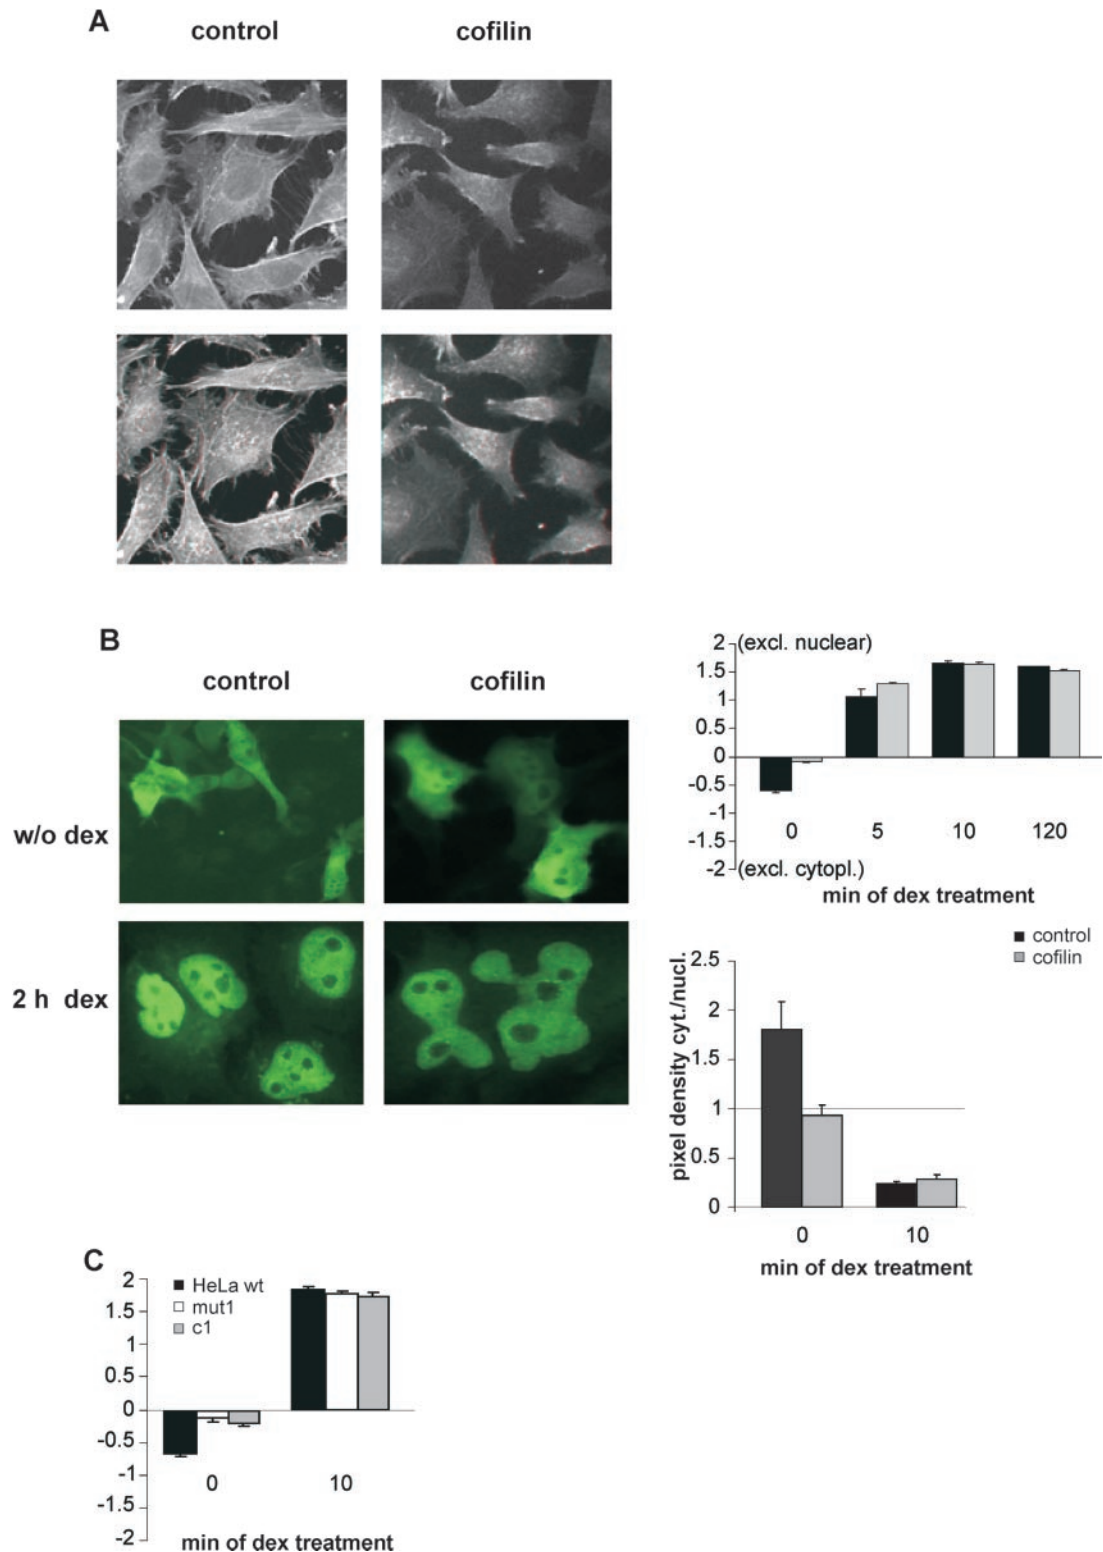 A
control cofilin
B
control cofilin
w/o dex
2 h dex
2 (excl. nuclear)
1.5
1
0.5
0
-0.5
-1
-1.5
-2 (excl. cytopl.)
0 5 10 120
min of dex treatment
control
cofilin
pixel density cyt./nucl.
2.5
2
1.5
1
0.5
0
0 10
min of dex treatment
C
HeLa wt
mut1
c1
2
1.5
1
0.5
0
-0.5
-1
-1.5
-2
0 10
min of dex treatment